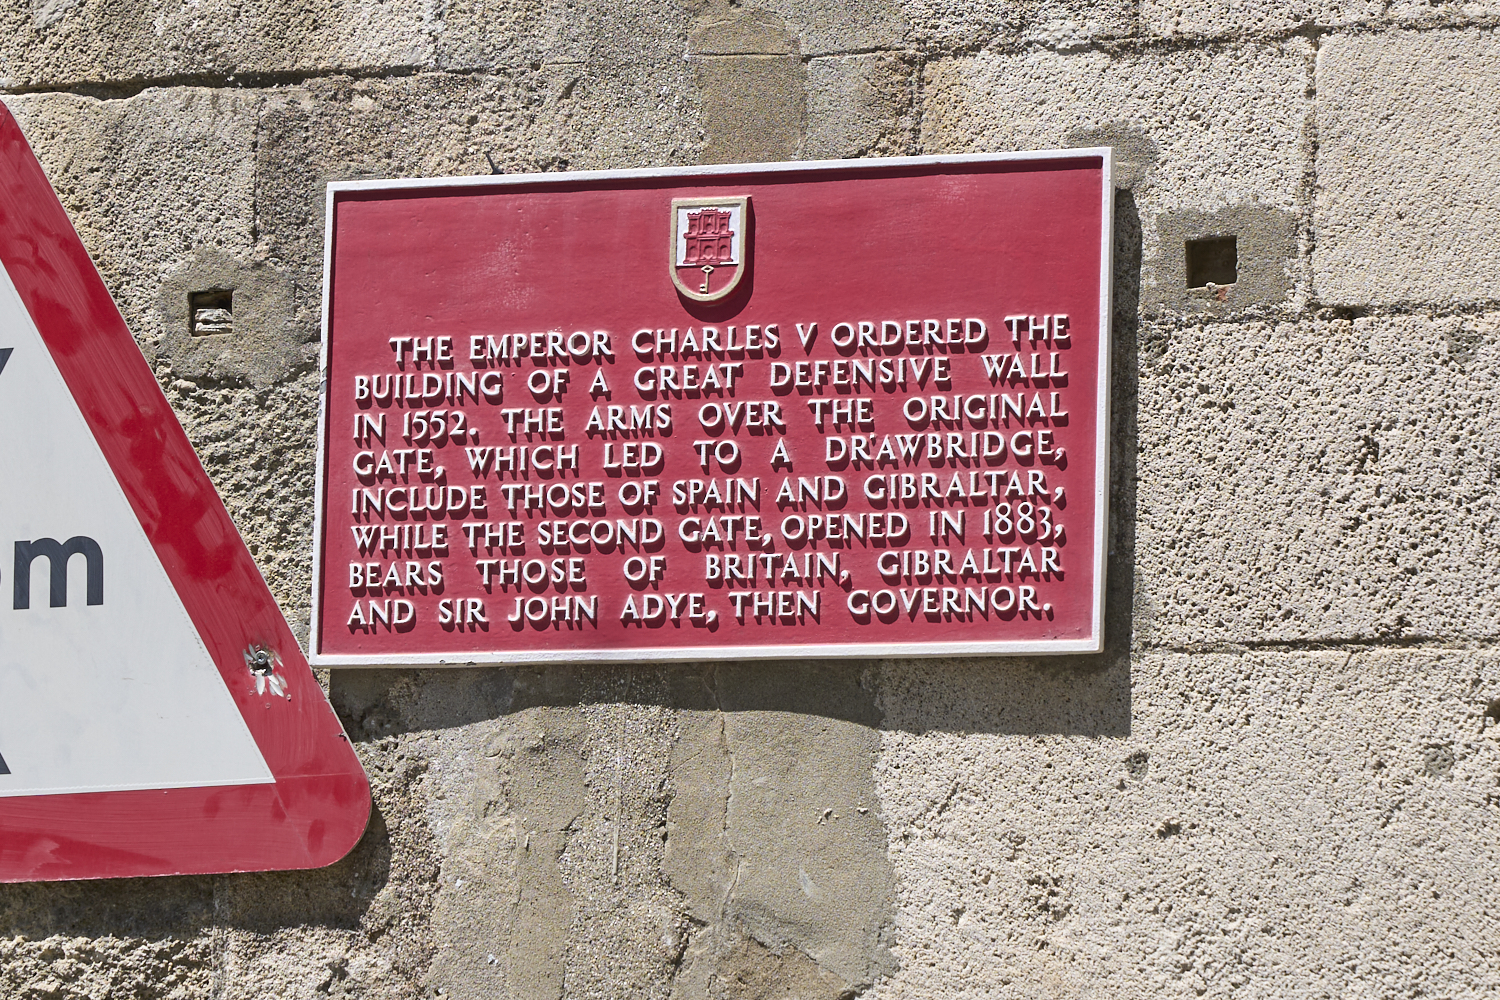 THE EMPEROR CHARLES V ORDERED THE
BUILDING OF A GREAT DEFENSIVE WALL
IN 1552. THE ARMS OVER THE ORIGINAL
GATE, WHICH LED TO A DRAWBRIDGE,
INCLUDE THOSE OF SPAIN AND GIBRALTAR,
WHILE THE SECOND GATE, OPENED IN 1883,
BEARS THOSE OF BRITAIN, GIBRALTAR
AND SIR JOHN ADYE, THEN GOVERNOR.